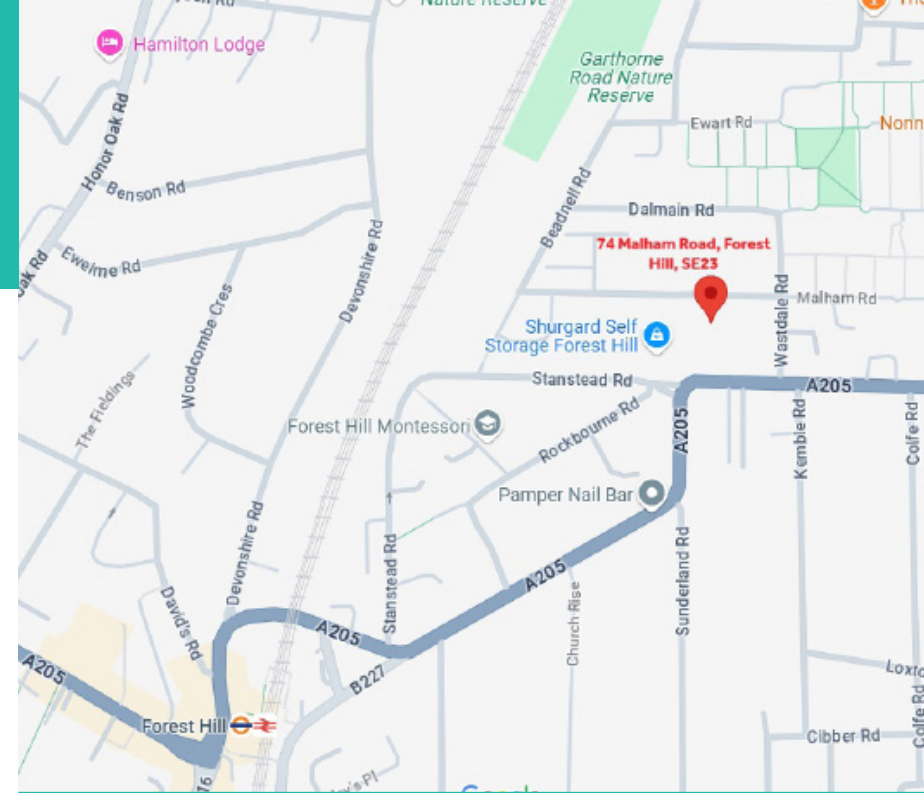 Nature Reserve
Hamilton Lodge
Garthorne
Road Nature
Reserve
Ewart Rd
Honor Oak Rd
Benson Rd
Dalmain Rd
Beadnell Rd
74 Malham Road, Forest
Hill, SE23
Ewelme Rd
Devonshire Rd
Malham Rd
Wastdale Rd
Woodcombe Cres
Shurgard Self
Storage Forest Hill
Stanstead Rd
A205
The Fieldings
Forest Hill Montessori
Rockbourne Rd
A205
Kemble Rd
Colfe Rd
Pamper Nail Bar
Devonshire Rd
Stanstead Rd
A205
Sunderland Rd
David's Rd
Church Rise
A205
A205
B227
Colfe Rd
Forest Hill
Cibber Rd